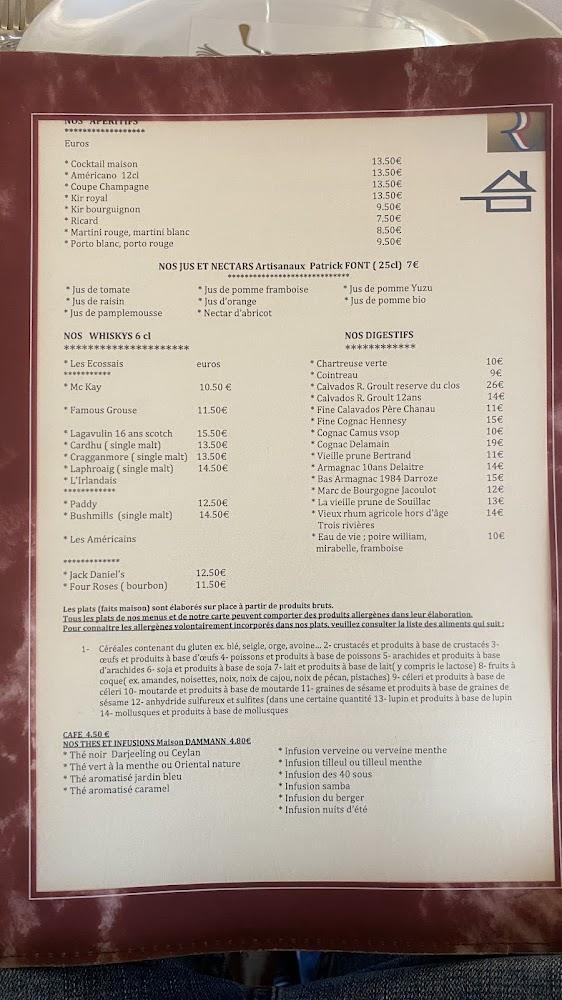 NOS APERITIFS
*******************
Euros
* Cocktail maison 13.50€
* Américano 12cl 13.50€
* Coupe Champagne 13.50€
* Kir royal 13.50€
* Kir bourguignon 9.50€
* Ricard 7.50€
* Martini rouge, martini blanc 8.50€
* Porto blanc, porto rouge 9.50€
NOS JUS ET NECTARS Artisanaux Patrick FONT ( 25cl) 7€
****************************
* Jus de tomate * Jus de pomme framboise * Jus de pomme Yuzu
* Jus de raisin * Jus d'orange * Jus de pomme bio
* Jus de pamplemousse * Nectar d'abricot
NOS WHISKYS 6 cl
*********************
* Les Ecossais euros
***********
* Mc Kay 10.50 €
* Famous Grouse 11.50€
* Lagavulin 16 ans scotch 15.50€
* Cardhu ( single malt) 13.50€
* Cragganmore ( single malt) 13.50€
* Laphroaig ( single malt) 14.50€
* L'Irlandais
************
* Paddy 12.50€
* Bushmills (single malt) 14.50€
* Les Américains
*************
* Jack Daniel's 12.50€
* Four Roses ( bourbon) 11.50€
NOS DIGESTIFS
************
* Chartreuse verte 10€
* Cointreau 9€
* Calvados R. Groult reserve du clos 26€
* Calvados R. Groult 12ans 14€
* Fine Calavados Père Chanau 11€
* Fine Cognac Hennesy 15€
* Cognac Camus vsop 10€
* Cognac Delamain 19€
* Vieille prune Bertrand 11€
* Armagnac 10ans Delaitre 14€
* Bas Armagnac 1984 Darroze 15€
* Marc de Bourgogne Jacoulot 12€
* La vieille prune de Souillac 13€
* Vieux rhum agricole hors d'âge 14€
Trois rivières
* Eau de vie ; poire william, 10€
mirabelle, framboise
Les plats (faits maison) sont élaborés sur place à partir de produits bruts.
Tous les plats de nos menus et de notre carte peuvent comporter des produits allergènes dans leur élaboration.
Pour connaitre les allergènes volontairement incorporés dans nos plats, veuillez consulter la liste des aliments qui suit :
1- Céréales contenant du gluten ex. blé, seigle, orge, avoine... 2- crustacés et produits à base de crustacés 3-
œufs et produits à base d'œufs 4- poissons et produits à base de poissons 5- arachides et produits à base
d'arachides 6- soja et produits à base de soja 7- lait et produits à base de lait( y compris le lactose) 8- fruits à
coque( ex. amandes, noisettes, noix, noix de cajou, noix de pécan, pistaches) 9- céleri et produits à base de
céleri 10- moutarde et produits à base de moutarde 11- graines de sésame et produits à base de graines de
sésame 12- anhydride sulfureux et sulfites (dans une certaine quantité 13- lupin et produits à base de lupin
14- mollusques et produits à base de mollusques
CAFE 4.50 €
NOS THES ET INFUSIONS Maison DAMMANN 4.80€
* Thé noir Darjeeling ou Ceylan
* Thé vert à la menthe ou Oriental nature
* Thé aromatisé jardin bleu
* Thé aromatisé caramel
* Infusion verveine ou verveine menthe
* Infusion tilleul ou tilleul menthe
* Infusion des 40 sous
* Infusion samba
* Infusion du berger
* Infusion nuits d'été